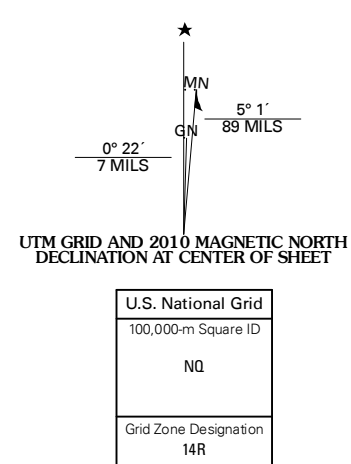 ★
MN
5° 1´
89 MILS
GN
0° 22´
7 MILS
UTM GRID AND 2010 MAGNETIC NORTH
DECLINATION AT CENTER OF SHEET
U.S. National Grid
100,000-m Square ID
NQ
Grid Zone Designation
14R